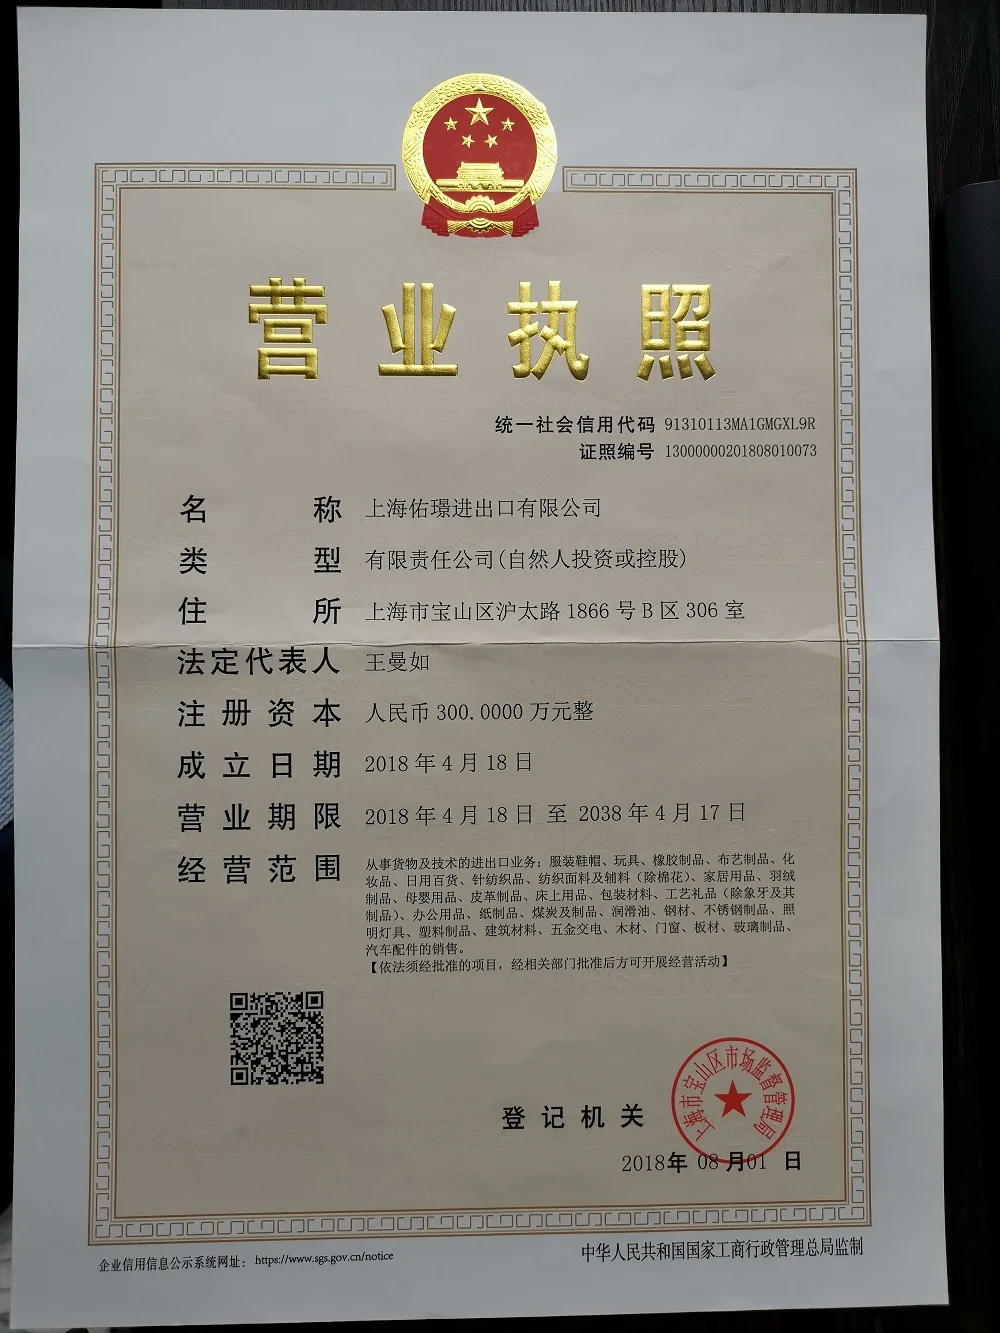 营业执照
统一社会信用代码 91310113MA1GMGXL9R
证照编号 13000000201808010073
名称 上海佑璟进出口有限公司
类型 有限责任公司(自然人投资或控股)
住所 上海市宝山区沪太路1866号B区306室
法定代表人 王曼如
注册资本 人民币300.0000万元整
成立日期 2018年4月18日
营业期限 2018年4月18日 至 2038年4月17日
经营范围 从事货物及技术的进出口业务；服装鞋帽、玩具、橡胶制品、布艺制品、化
妆品、日用百货、针纺织品、纺织面料及辅料（除棉花）、家居用品、羽绒
制品、母婴用品、皮革制品、床上用品、包装材料、工艺礼品（除象牙及其
制品）、办公用品、纸制品、煤炭及制品、润滑油、钢材、不锈钢制品、照
明灯具、塑料制品、建筑材料、五金交电、木材、门窗、板材、玻璃制品、
汽车配件的销售。
【依法须经批准的项目，经相关部门批准后方可开展经营活动】
上海市宝山区市场监督管理局
登记机关
2018年08月01日
企业信用信息公示系统网址：https://www.sgs.gov.cn/notice
中华人民共和国国家工商行政管理总局监制